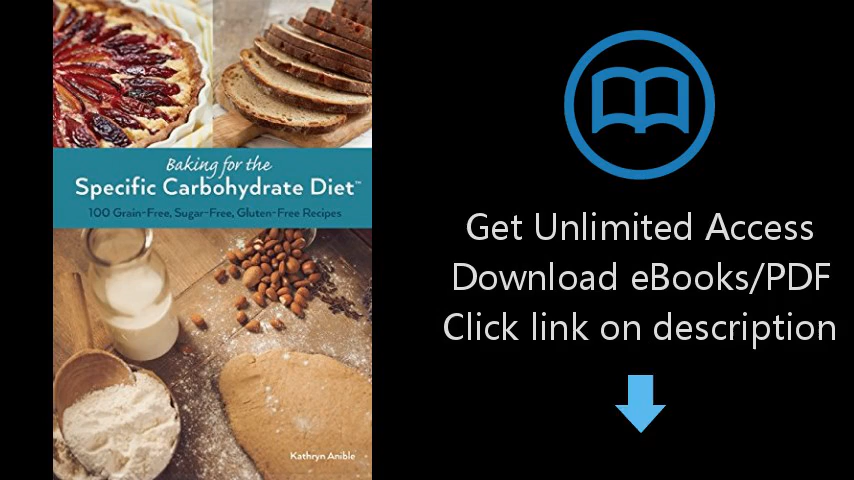 Baking for the
Specific Carbohydrate Diet™
100 Grain-Free, Sugar-Free, Gluten-Free Recipes
Kathryn Anible
Get Unlimited Access
Download eBooks/PDF
Click link on description